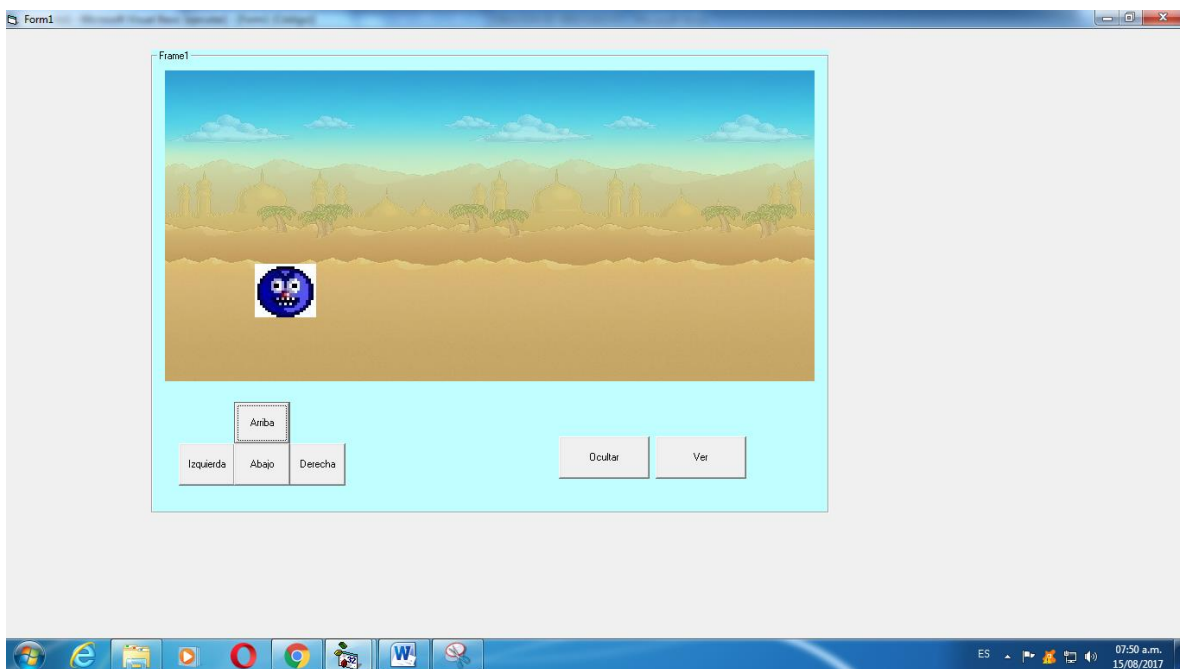 Form1
Frame1
Arriba
Izquierda Abajo Derecha
Ocultar Ver
ES 07:50 a.m.
15/08/2017